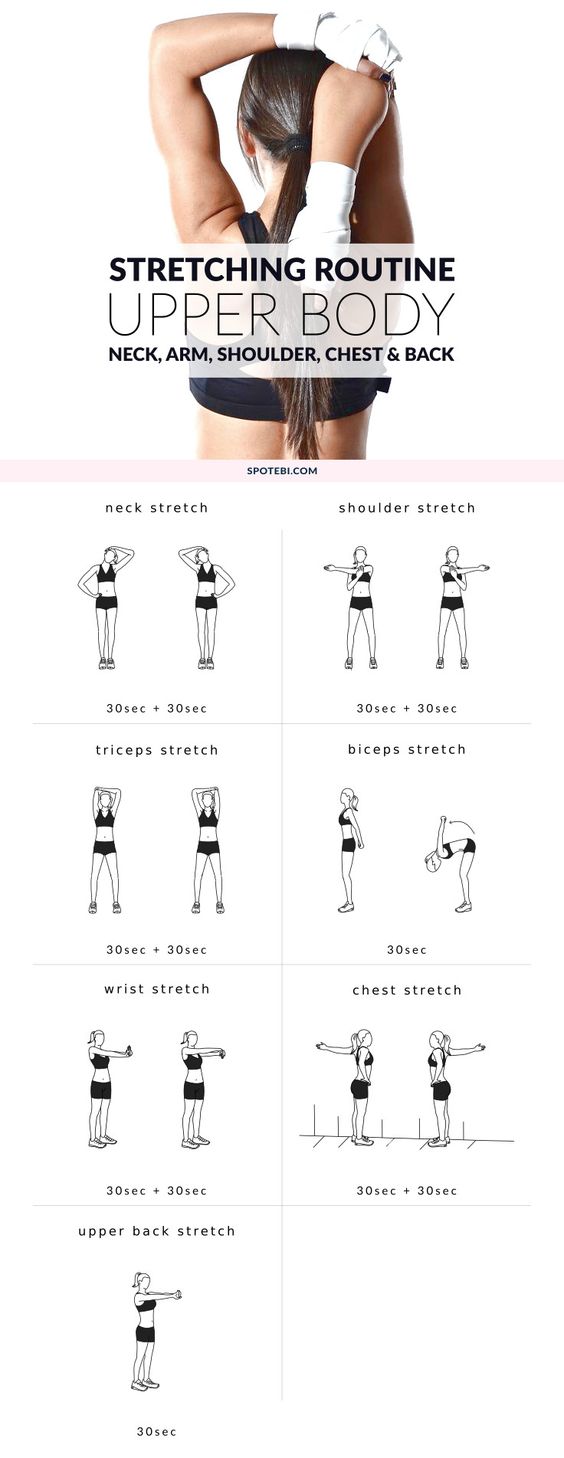 STRETCHING ROUTINE
UPPER BODY
NECK, ARM, SHOULDER, CHEST & BACK
SPOTEBI.COM
neck stretch
30sec + 30sec
shoulder stretch
30sec + 30sec
triceps stretch
30sec + 30sec
biceps stretch
30sec
wrist stretch
30sec + 30sec
chest stretch
30sec + 30sec
upper back stretch
30sec